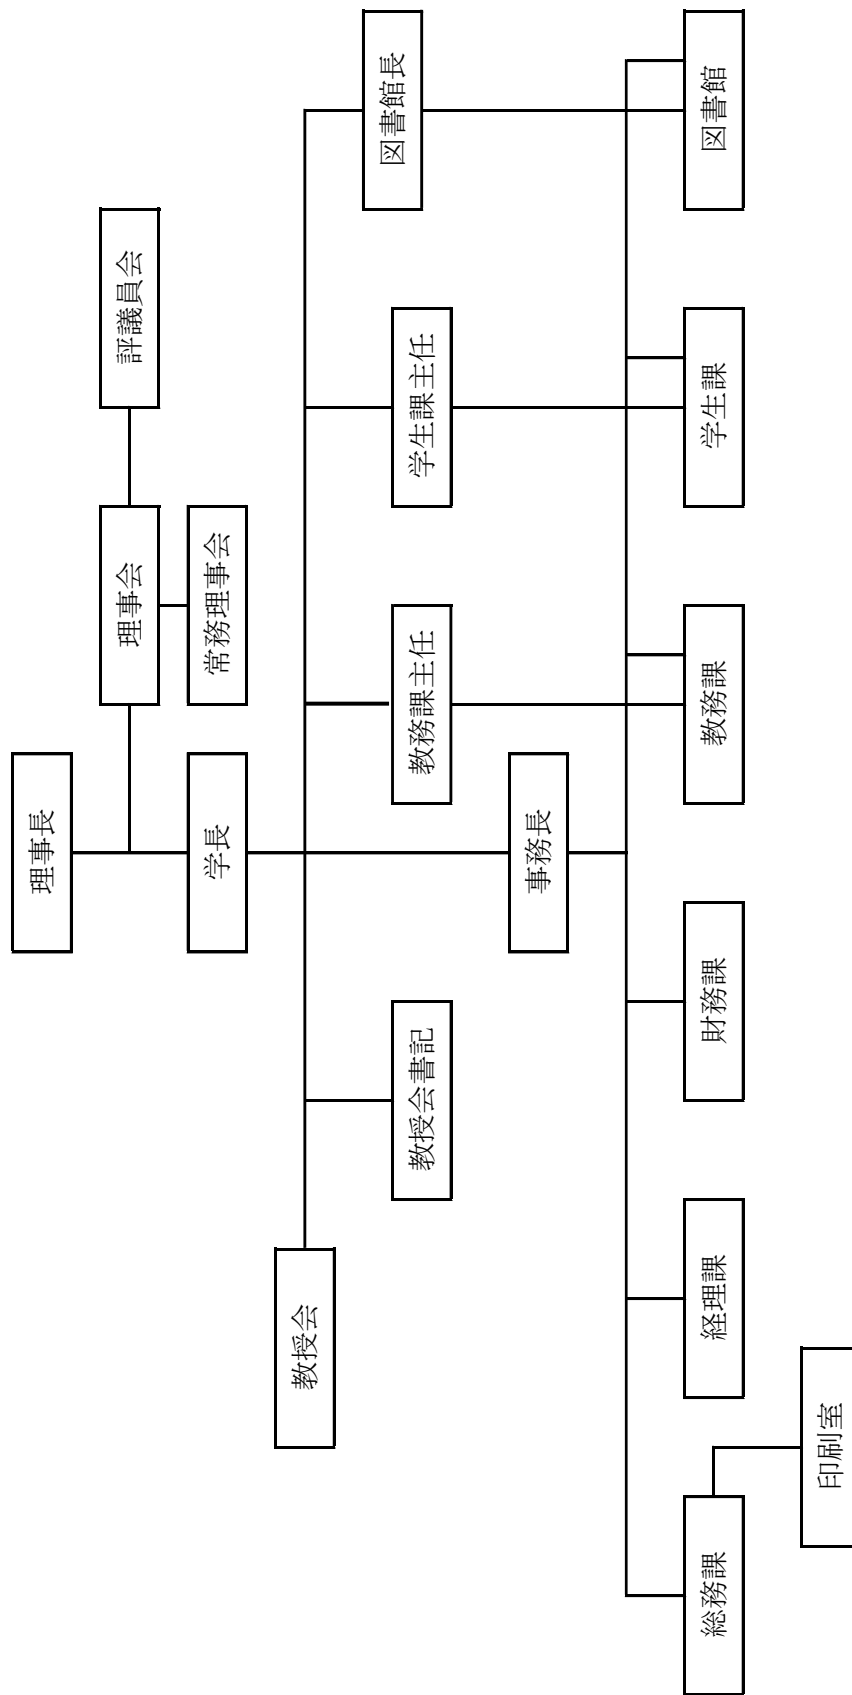 理事長
理事会
評議員会
学長
常務理事会
教授会
教授会書記
教務課主任
学生課主任
図書館長
事務長
総務課
経理課
財務課
教務課
学生課
図書館
印刷室